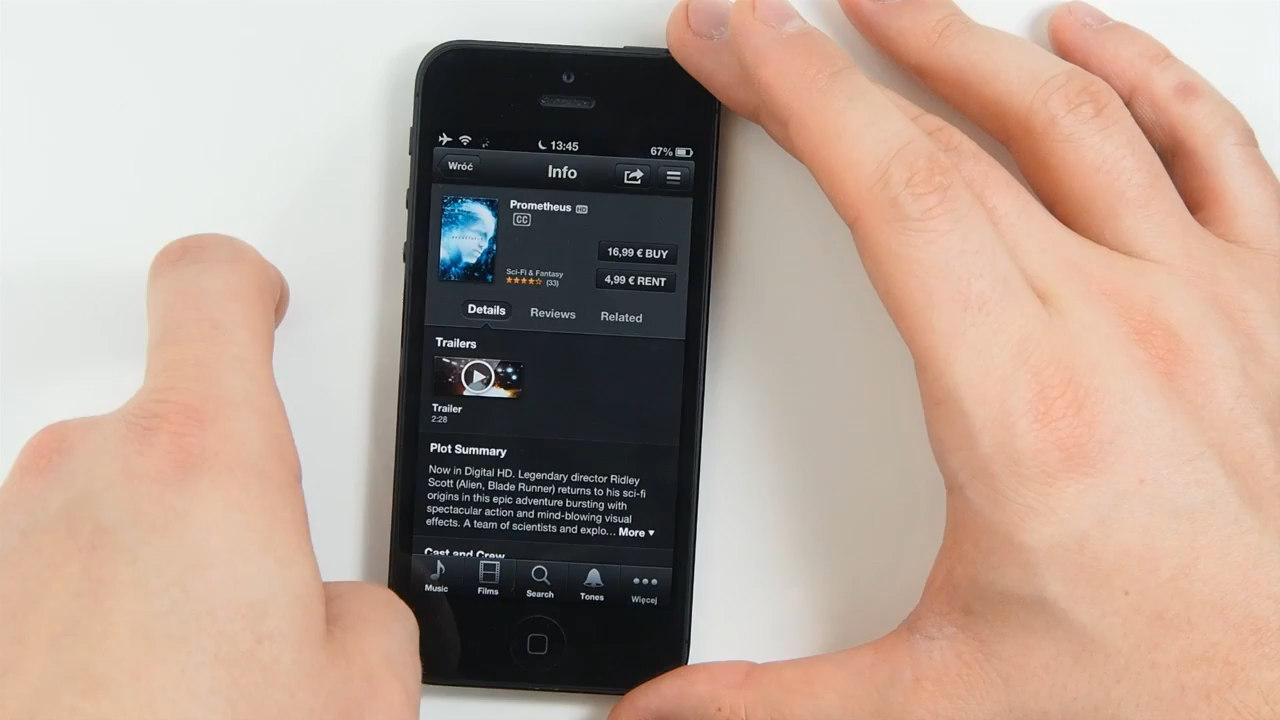 13:45
67%
Wróć
Info
Prometheus HD
CC
16,99 € BUY
Sci-Fi & Fantasy
(33)
4,99 € RENT
Details
Reviews
Related
Trailers
Trailer
2:28
Plot Summary
Now in Digital HD. Legendary director Ridley
Scott (Alien, Blade Runner) returns to his sci-fi
origins in this epic adventure bursting with
spectacular action and mind-blowing visual
effects. A team of scientists and explo... More ▾
Cast and Crew
Music
Films
Search
Tones
Więcej